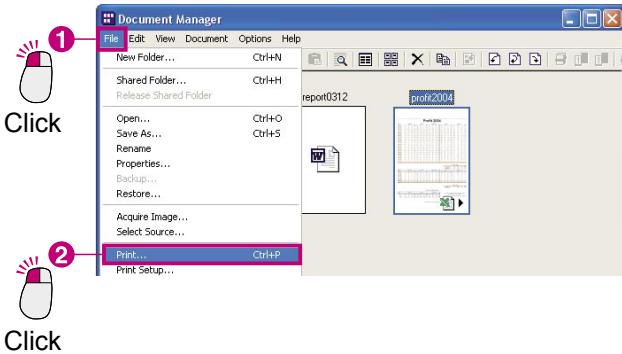 Document Manager
1
File Edit View Document Options Help
Click
New Folder... Ctrl+N
Shared Folder... Ctrl+H
Release Shared Folder
Open... Ctrl+O
Save As... Ctrl+S
Rename
Properties...
Backup...
Restore...
Acquire Image...
Select Source...
2
Print... Ctrl+P
Print Setup...
Click
report0312
profit2004
Profit 2004